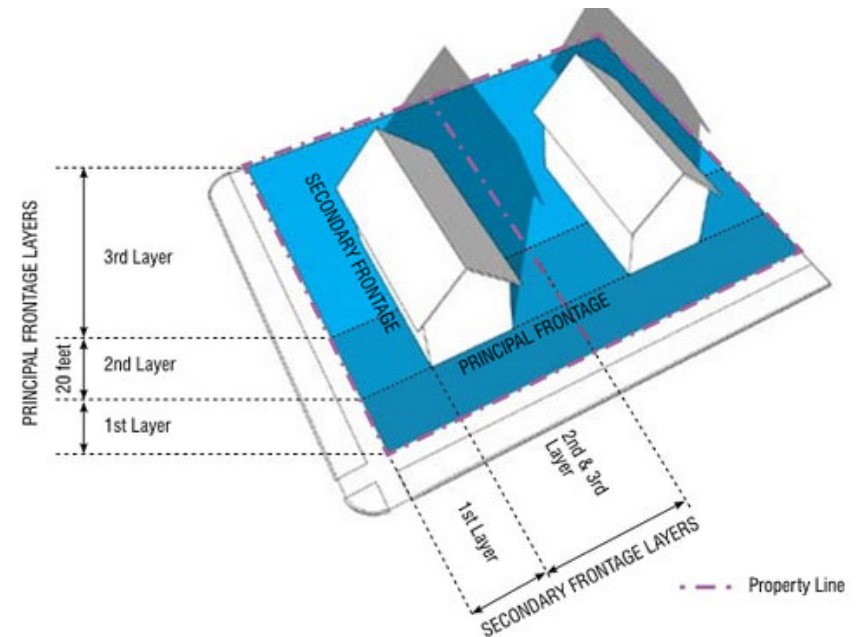 PRINCIPAL FRONTAGE LAYERS
3rd Layer
20 feet
2nd Layer
1st Layer
SECONDARY FRONTAGE
PRINCIPAL FRONTAGE
2nd & 3rd
Layer
1st Layer
SECONDARY FRONTAGE LAYERS
Property Line